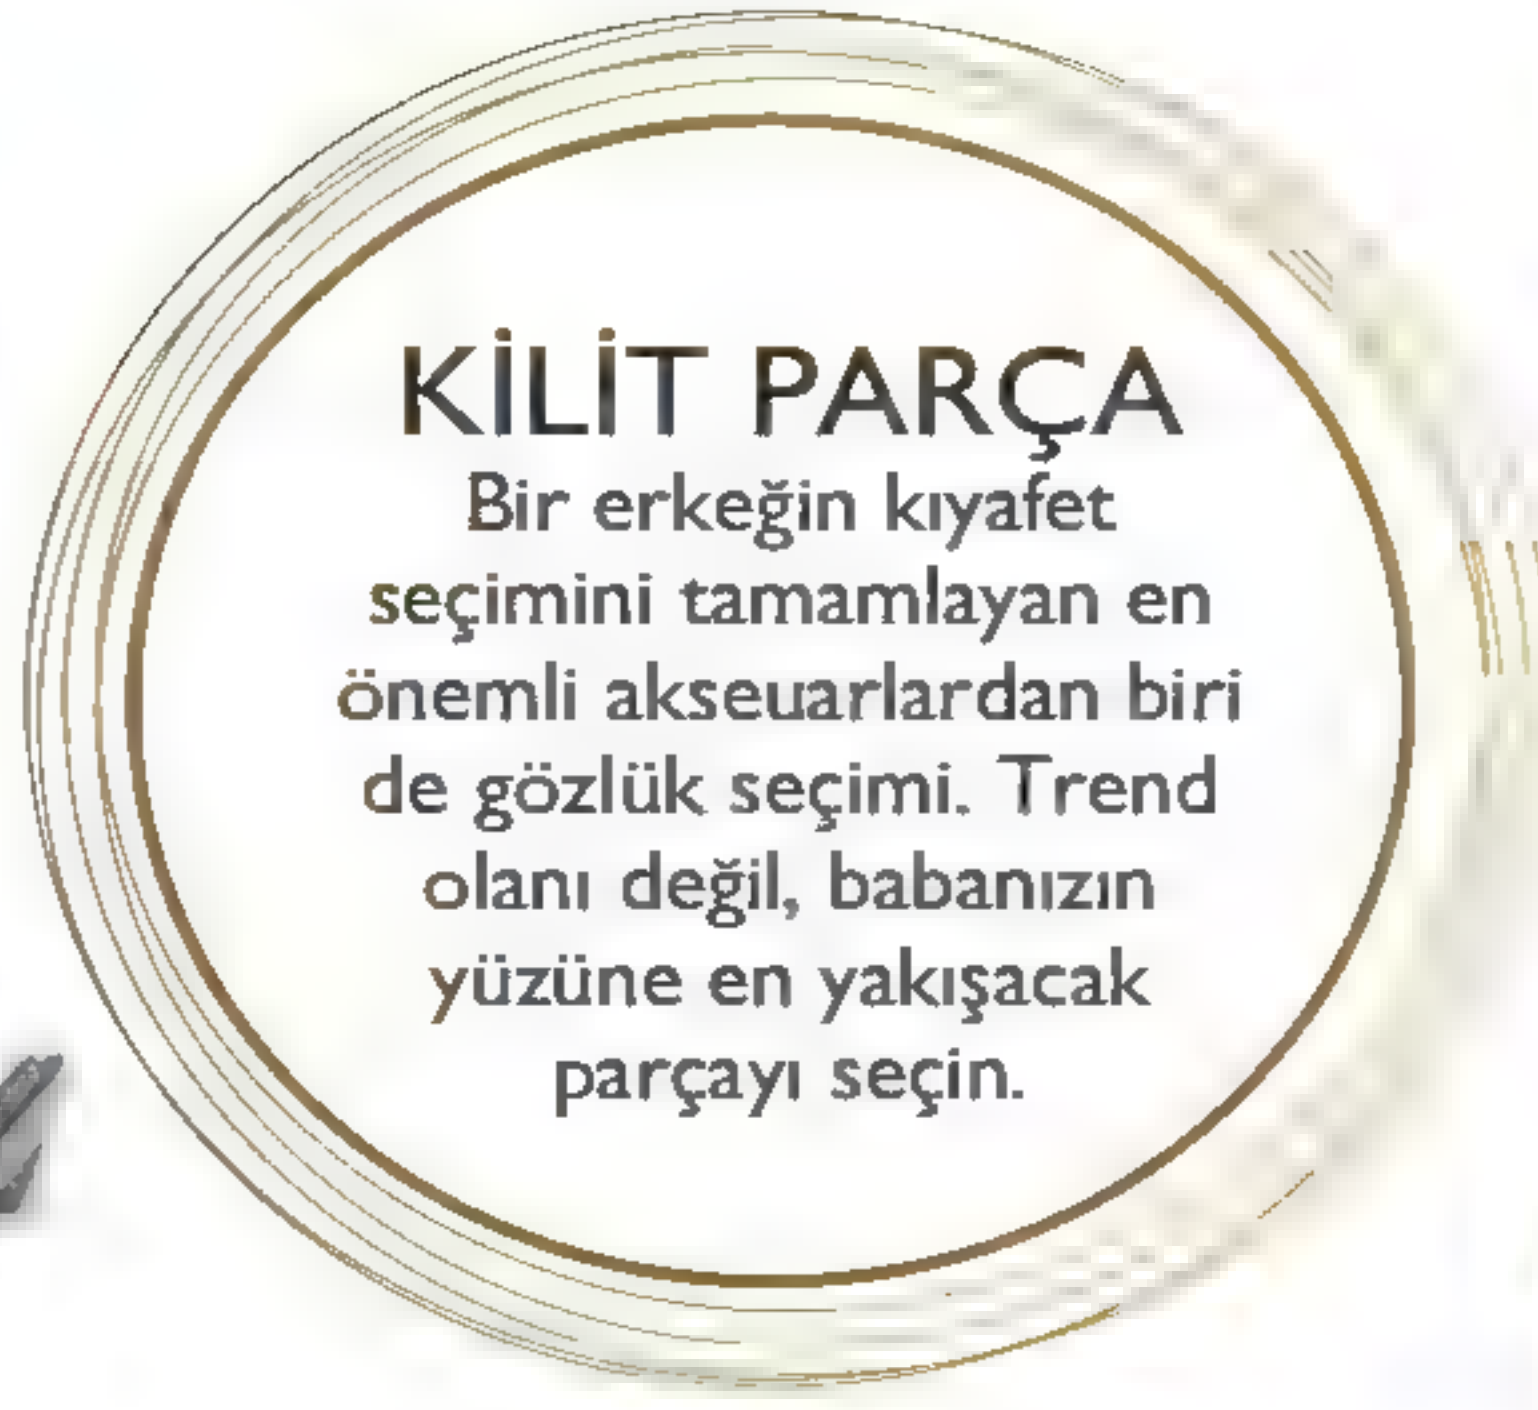 KİLİT PARÇA
Bir erkeğin kıyafet
seçimini tamamlayan en
önemli akseuarlardan biri
de gözlük seçimi. Trend
olanı değil, babanızın
yüzüne en yakışacak
parçayı seçin.